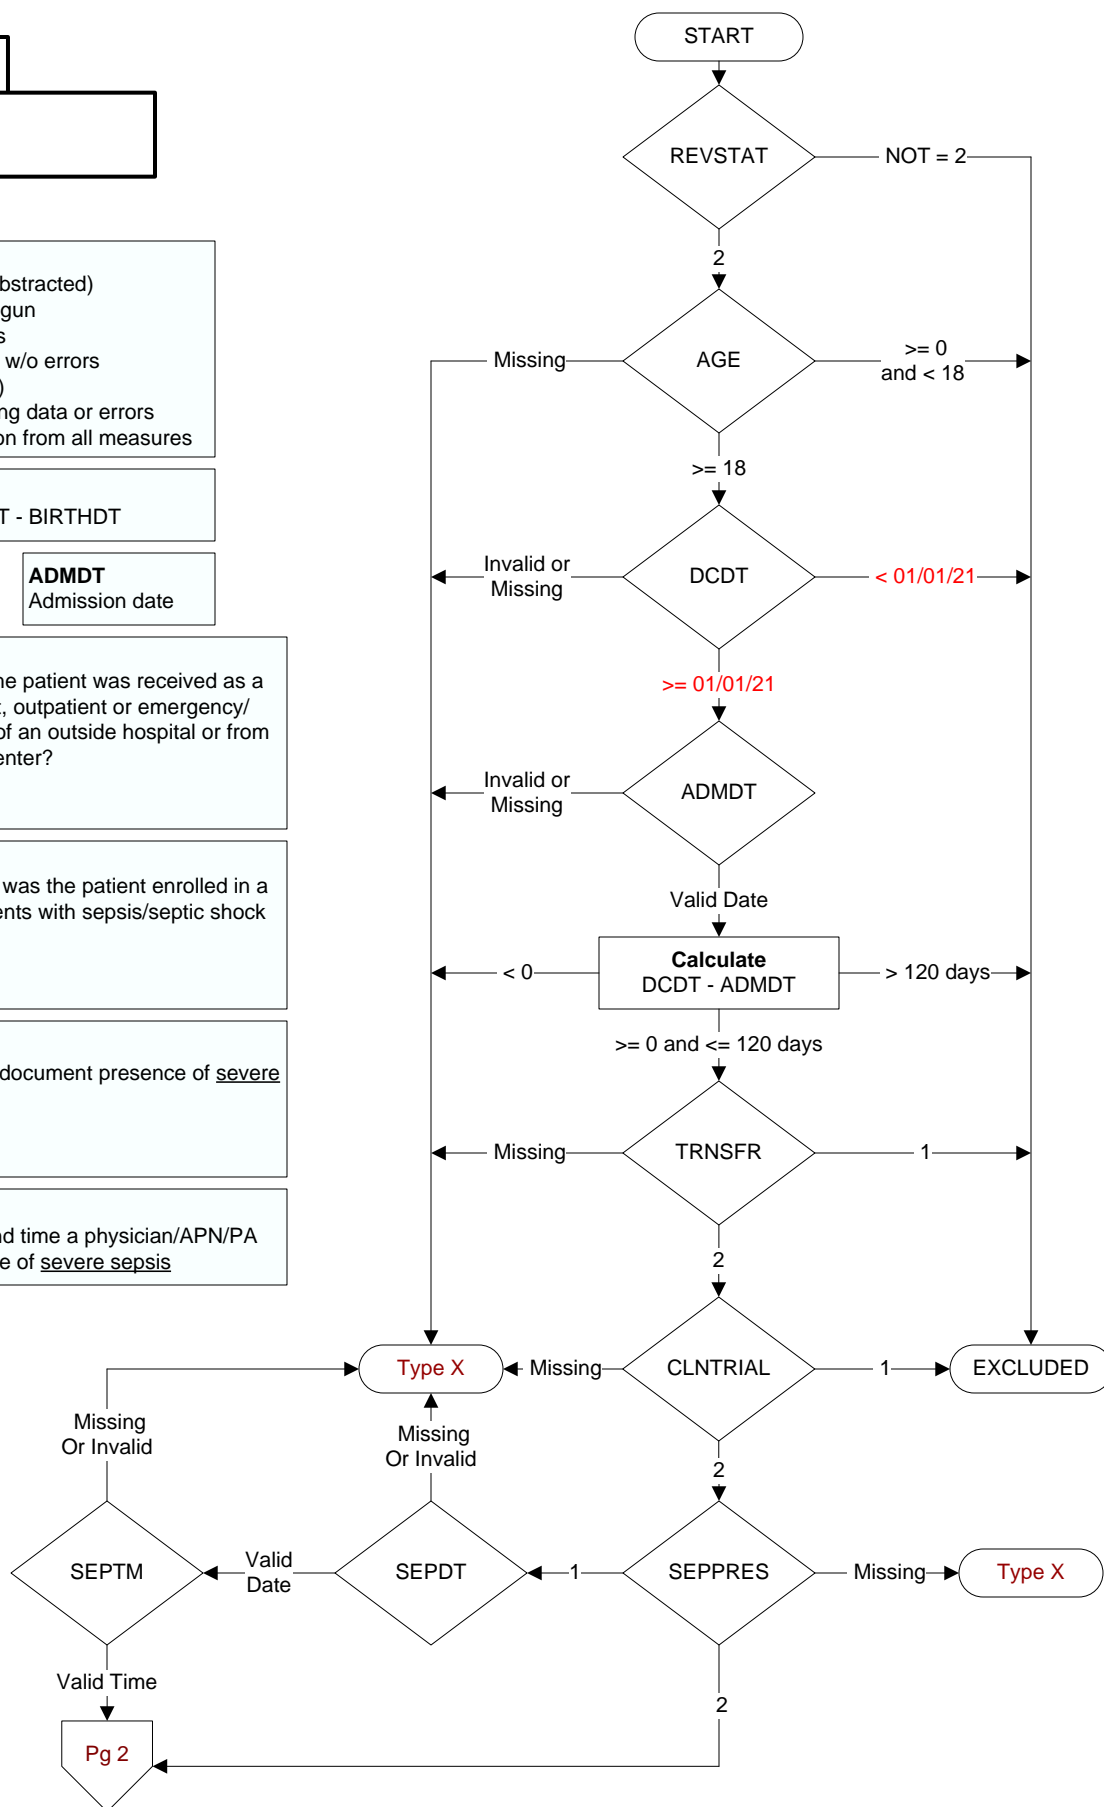 START
REVSTAT
NOT = 2
2
AGE
Missing
>= 0
and < 18
>= 18
DCDT
Invalid or
Missing
< 01/01/21
>= 01/01/21
ADMDT
Invalid or
Missing
Valid Date
Calculate
DCDT - ADMDT
< 0
> 120 days
>= 0 and <= 120 days
TRNSFR
Missing
1
2
CLNTRIAL
Missing
Type X
1
EXCLUDED
2
SEPPRES
Missing
Type X
1
SEPDT
Missing
Or Invalid
Valid
Date
SEPTM
Missing
Or Invalid
Valid Time
2
Pg 2
bstracted)
gun
s
w/o errors
)
ng data or errors
on from all measures
T - BIRTHDT
ADMDT
Admission date
he patient was received as a
t, outpatient or emergency/
of an outside hospital or from
enter?
was the patient enrolled in a
ents with sepsis/septic shock
document presence of severe
nd time a physician/APN/PA
e of severe sepsis